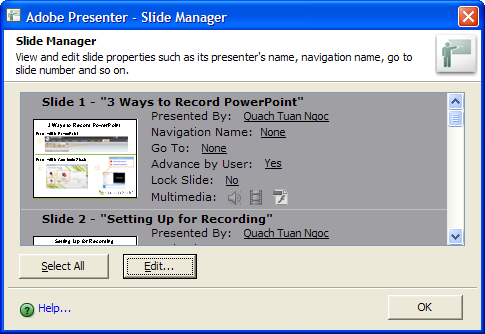 Adobe Presenter - Slide Manager
Slide Manager
View and edit slide properties such as its presenter's name, navigation name, go to
slide number and so on.
Slide 1 - "3 Ways to Record PowerPoint"
3 Ways to Record PowerPoint
Presented By: Quach Tuan Ngoc
Navigation Name: None
Go To: None
Advance by User: Yes
Lock Slide: No
Multimedia:
Slide 2 - "Setting Up for Recording"
Setting Up for Recording
Presented By: Quach Tuan Ngoc
Select All
Edit...
Help...
OK